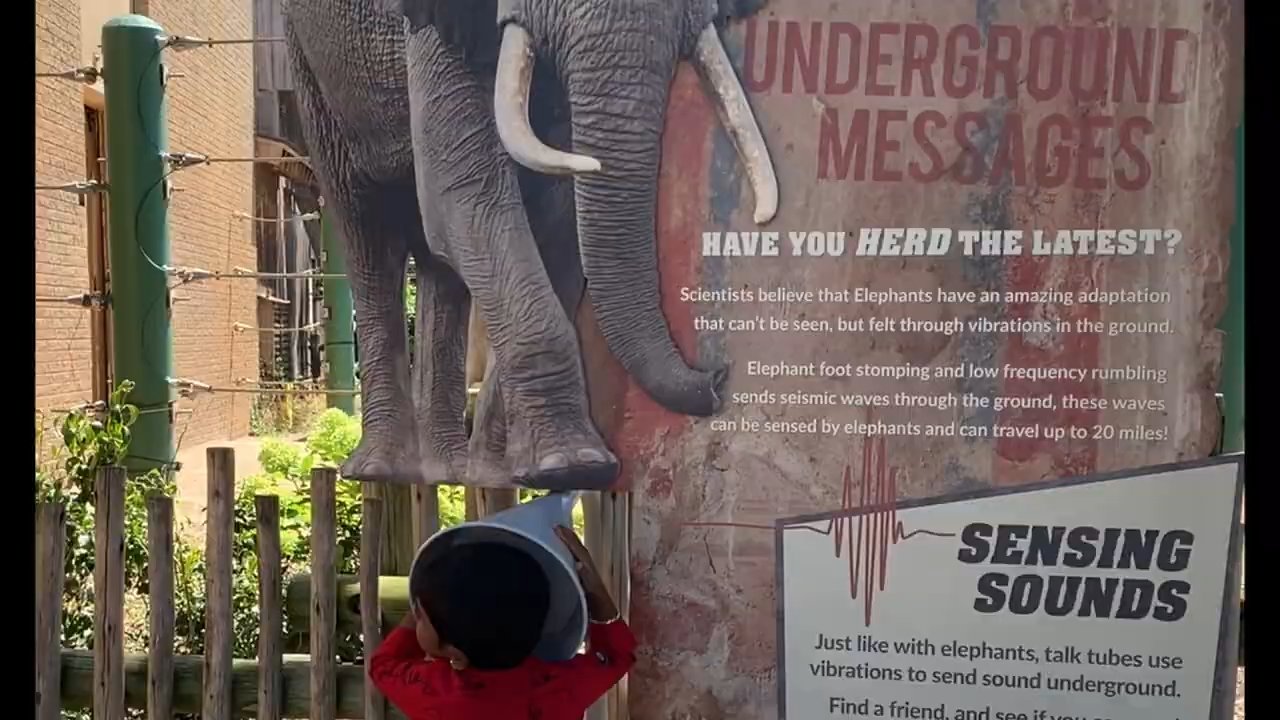 UNDERGROUND
MESSAGES
HAVE YOU HERD THE LATEST?
Scientists believe that Elephants have an amazing adaptation
that can't be seen, but felt through vibrations in the ground.
Elephant foot stomping and low frequency rumbling
sends seismic waves through the ground, these waves
can be sensed by elephants and can travel up to 20 miles!
SENSING
SOUNDS
Just like with elephants, talk tubes use
vibrations to send sound underground.
Find a friend, and see if you